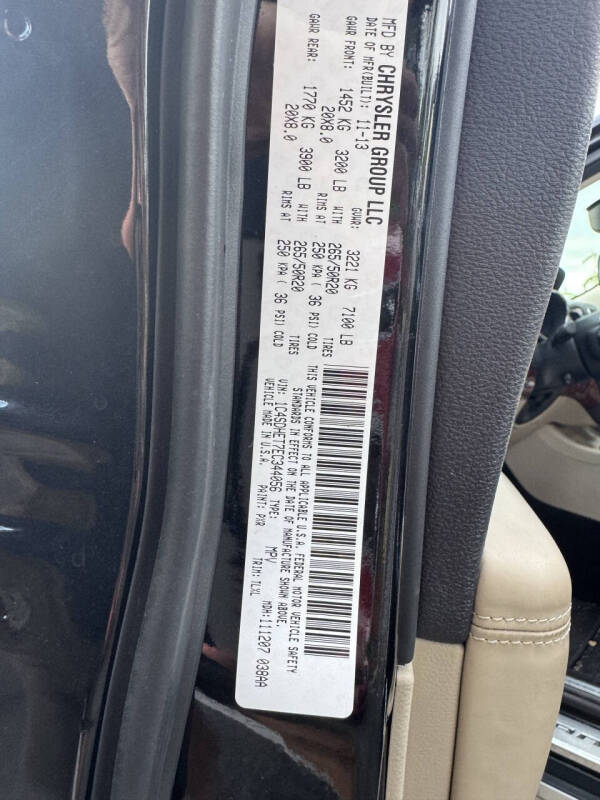 MFD BY CHRYSLER GROUP LLC
DATE OF MFR(BUILT): 11-13 GVWR: 3221 KG 7100 LB
GAWR FRONT: 1452 KG 3200 LB WITH 265/50R20 TIRES
20X8.0 RIMS AT 250 KPA ( 36 PSI) COLD
GAWR REAR: 1770 KG 3900 LB WITH 265/50R20 TIRES
20X8.0 RIMS AT 250 KPA ( 36 PSI) COLD
THIS VEHICLE CONFORMS TO ALL APPLICABLE U.S.A. FEDERAL MOTOR VEHICLE SAFETY
STANDARDS IN EFFECT ON THE DATE OF MANUFACTURE SHOWN ABOVE.
VIN: 1C4SDHET7EC344056 TYPE: MPV MDH:111207 038AA
VEHICLE MADE IN U.S.A. PAINT: PXR TRIM: TLXL